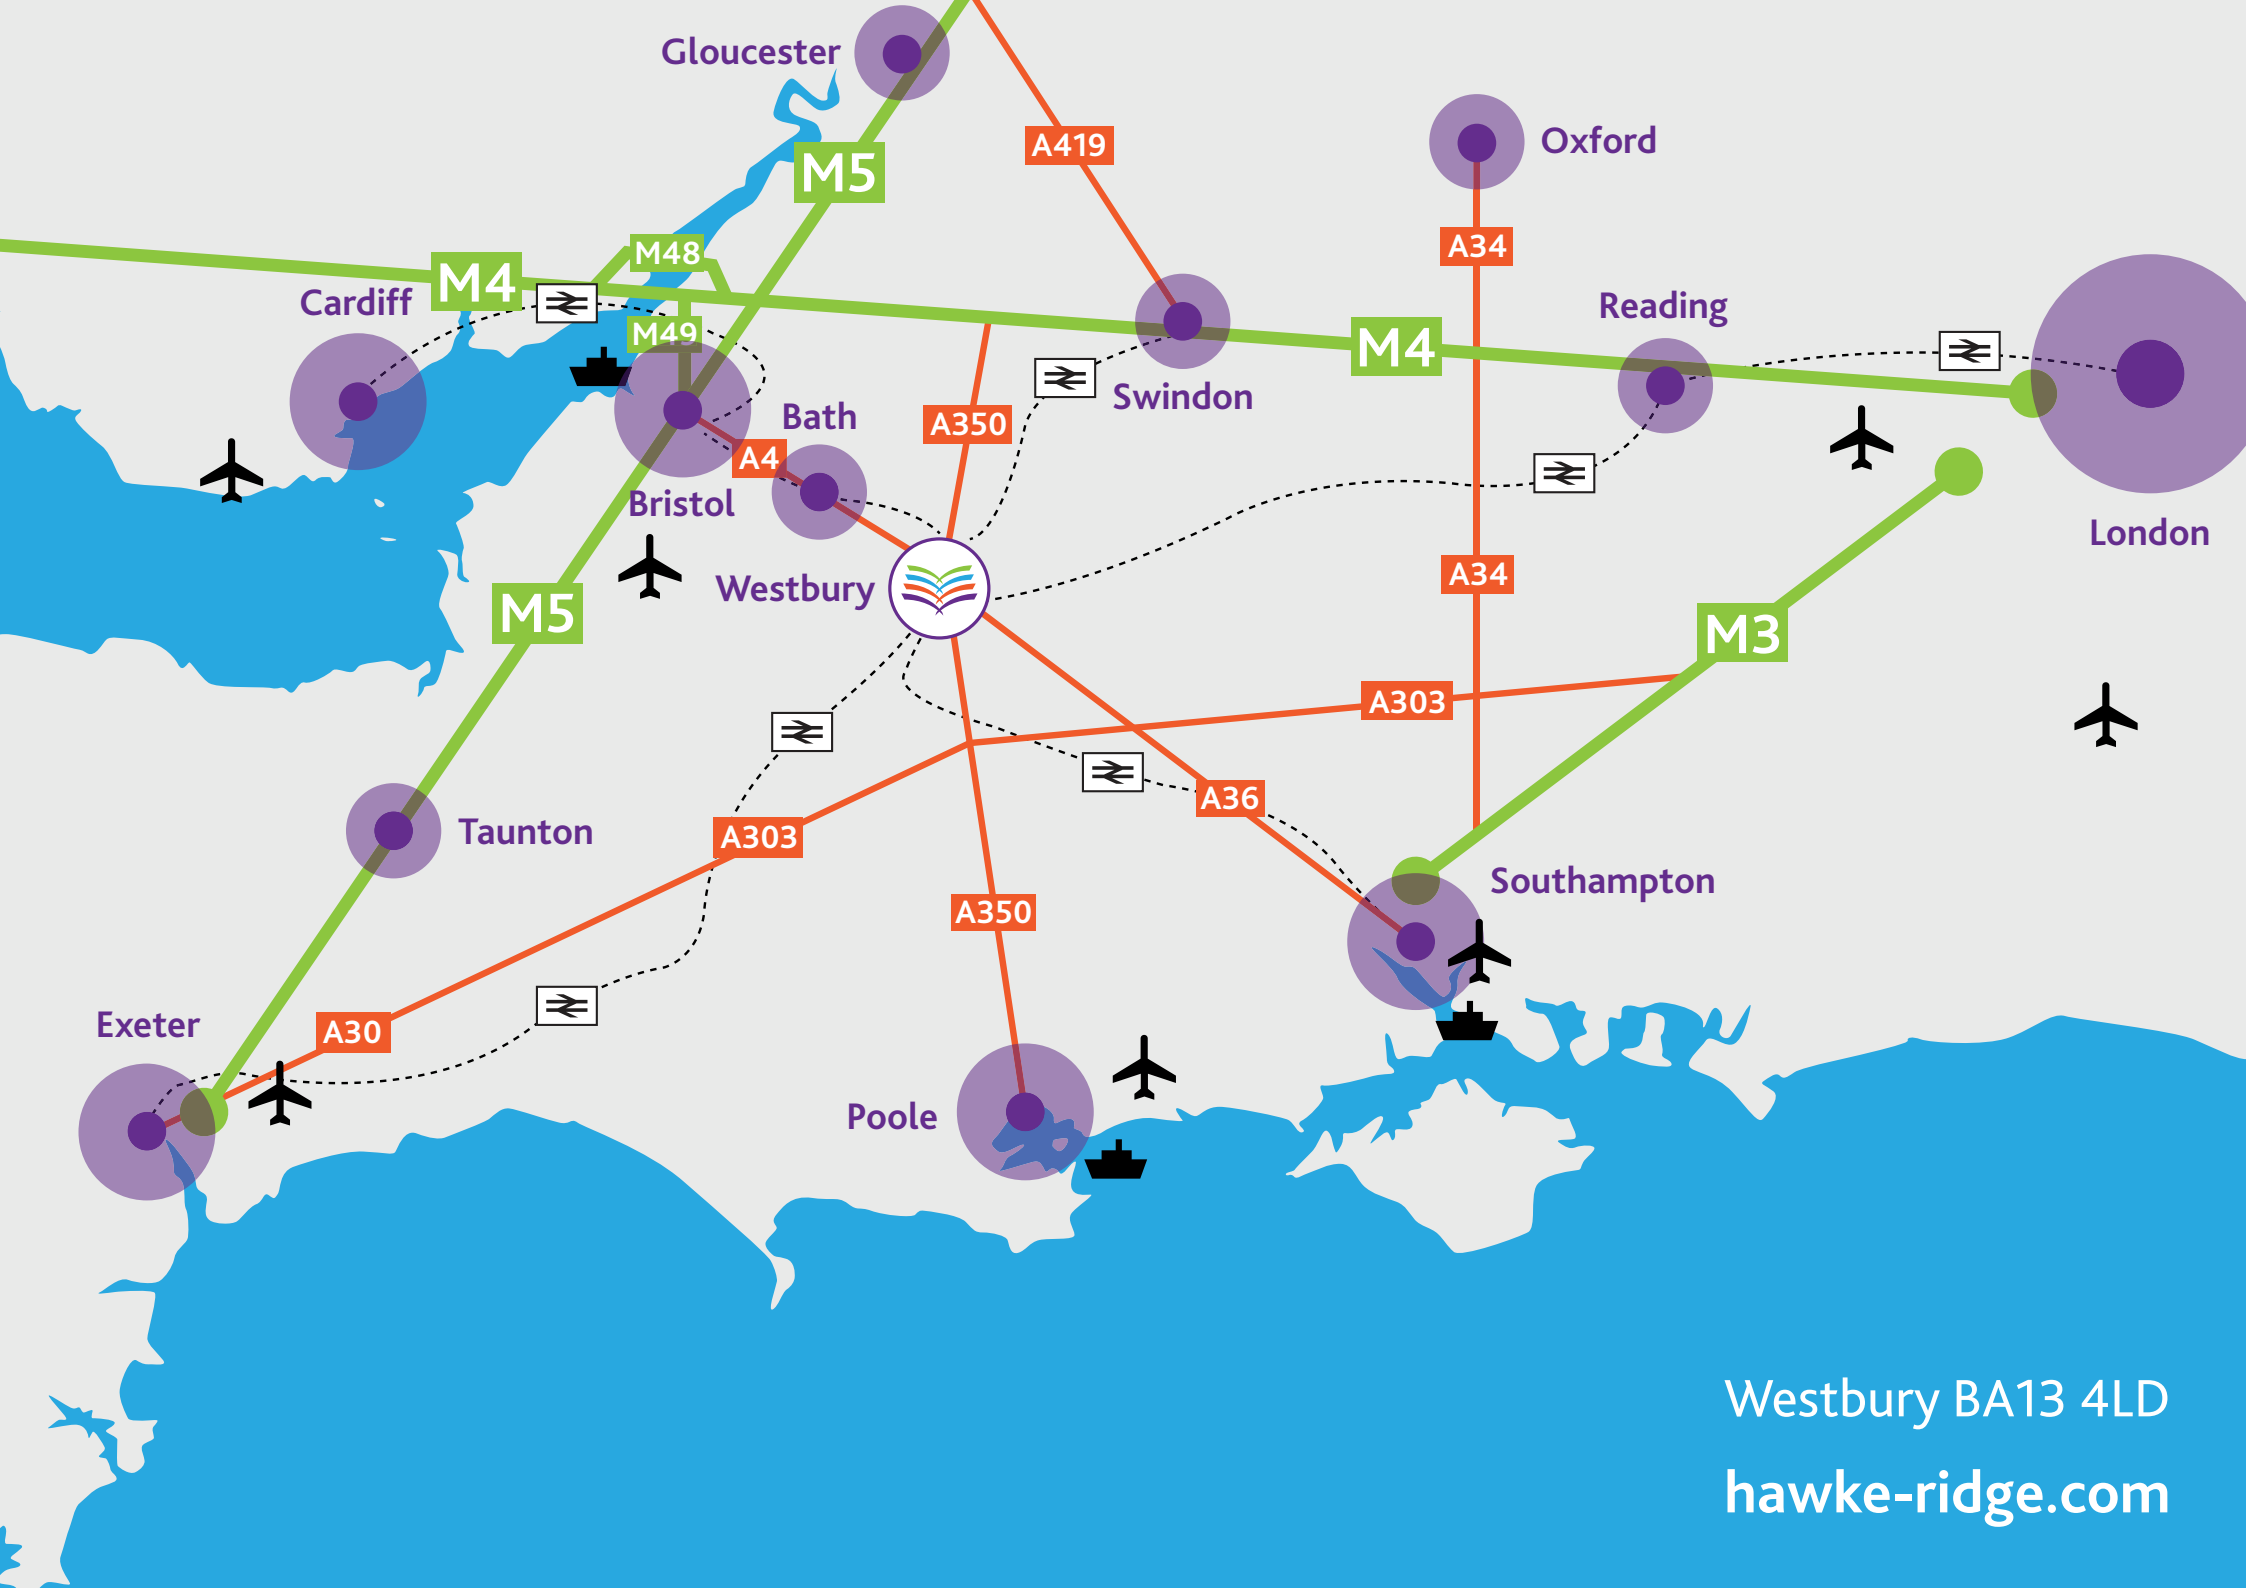 Gloucester
A419
Oxford
M5
A34
M48
M4
Cardiff
Reading
M49
M4
Swindon
Bath
A350
A4
Bristol
London
A34
Westbury
M5
M3
A303
A36
Taunton
A303
Southampton
A350
Exeter
A30
Poole
Westbury BA13 4LD
hawke-ridge.com